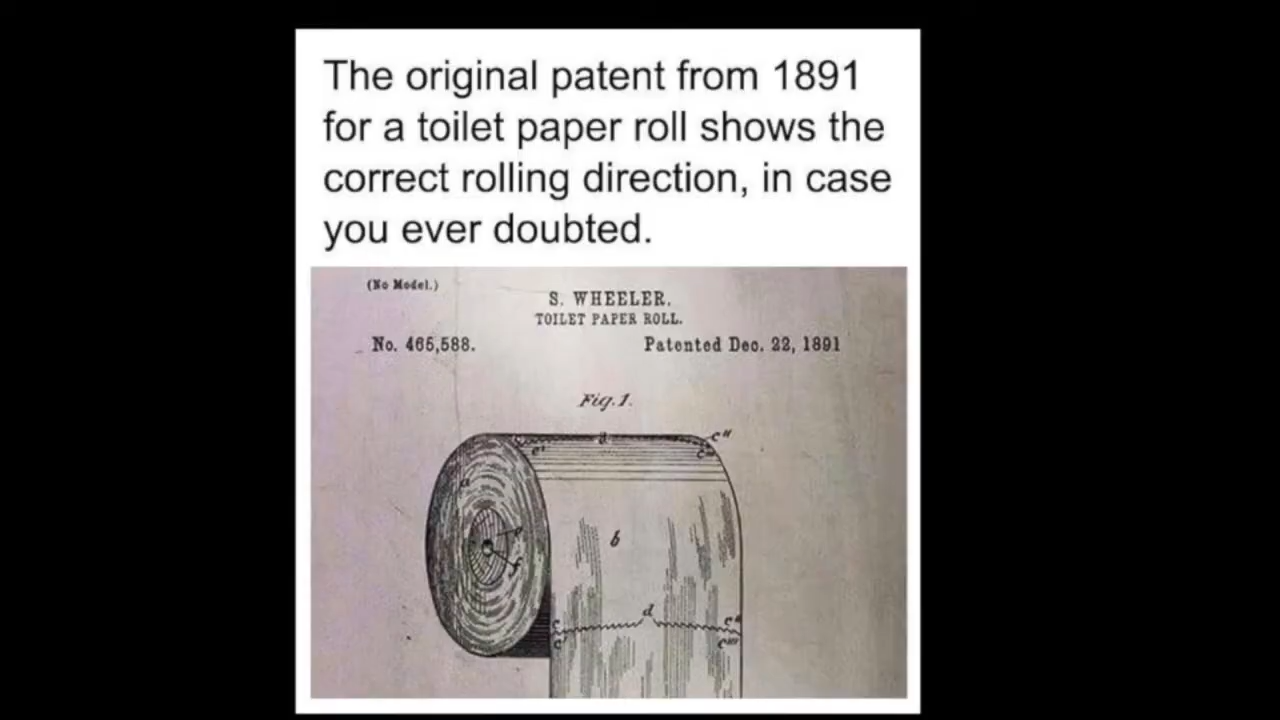 The original patent from 1891
for a toilet paper roll shows the
correct rolling direction, in case
you ever doubted.
(No Model.)
S. WHEELER.
TOILET PAPER ROLL.
No. 465,588.
Patented Dec. 22, 1891
Fig. 1.
c"
b
d